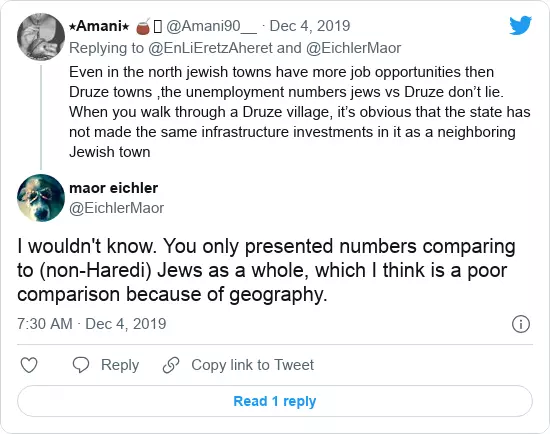 ⋆Amani⋆ 🧉 @Amani90__ · Dec 4, 2019
Replying to @EnLiEretzAheret and @EichlerMaor
Even in the north jewish towns have more job opportunities then
Druze towns ,the unemployment numbers jews vs Druze don’t lie.
When you walk through a Druze village, it’s obvious that the state has
not made the same infrastructure investments in it as a neighboring
Jewish town
maor eichler
@EichlerMaor
I wouldn't know. You only presented numbers comparing
to (non-Haredi) Jews as a whole, which I think is a poor
comparison because of geography.
7:30 AM · Dec 4, 2019
Reply
Copy link to Tweet
Read 1 reply